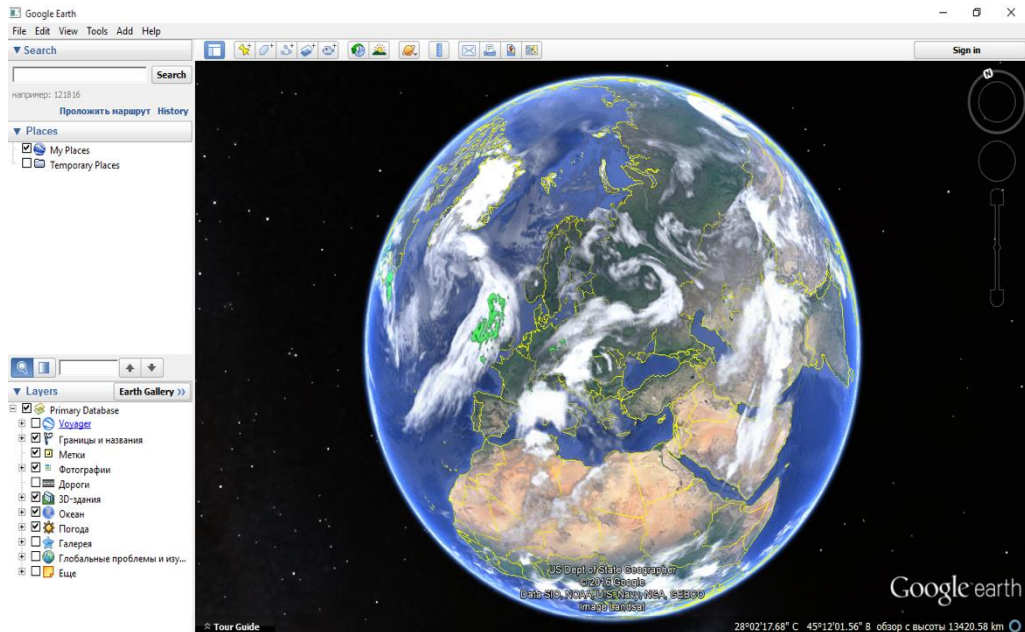 Google Earth
File Edit View Tools Add Help
▼ Search
Search
например: 121816
Проложить маршрут History
▼ Places
My Places
Temporary Places
▼ Layers
Earth Gallery >>
Primary Database
Voyager
Границы и названия
Метки
Фотографии
Дороги
3D-здания
Океан
Погода
Галерея
Глобальные проблемы и изу...
Еще
Sign in
N
US Dept of State Geographer
©2016 Google
Data SIO, NOAA, U.S. Navy, NGA, GEBCO
Image Landsat
Google earth
Tour Guide
28°02'17.68" С 45°12'01.56" В обзор с высоты 13420.58 km